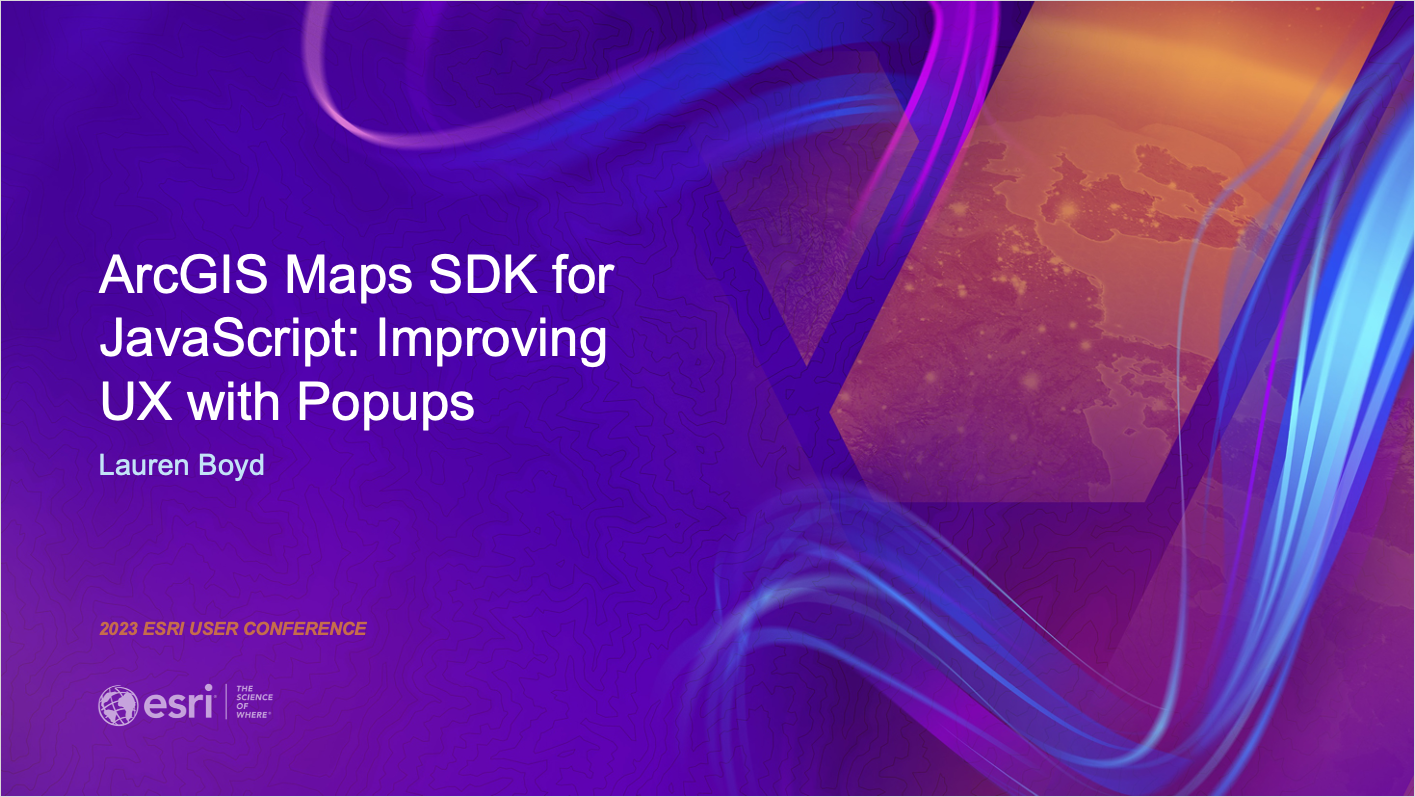 ArcGIS Maps SDK for
JavaScript: Improving
UX with Popups
Lauren Boyd
2023 ESRI USER CONFERENCE
esri
THE
SCIENCE
OF
WHERE®